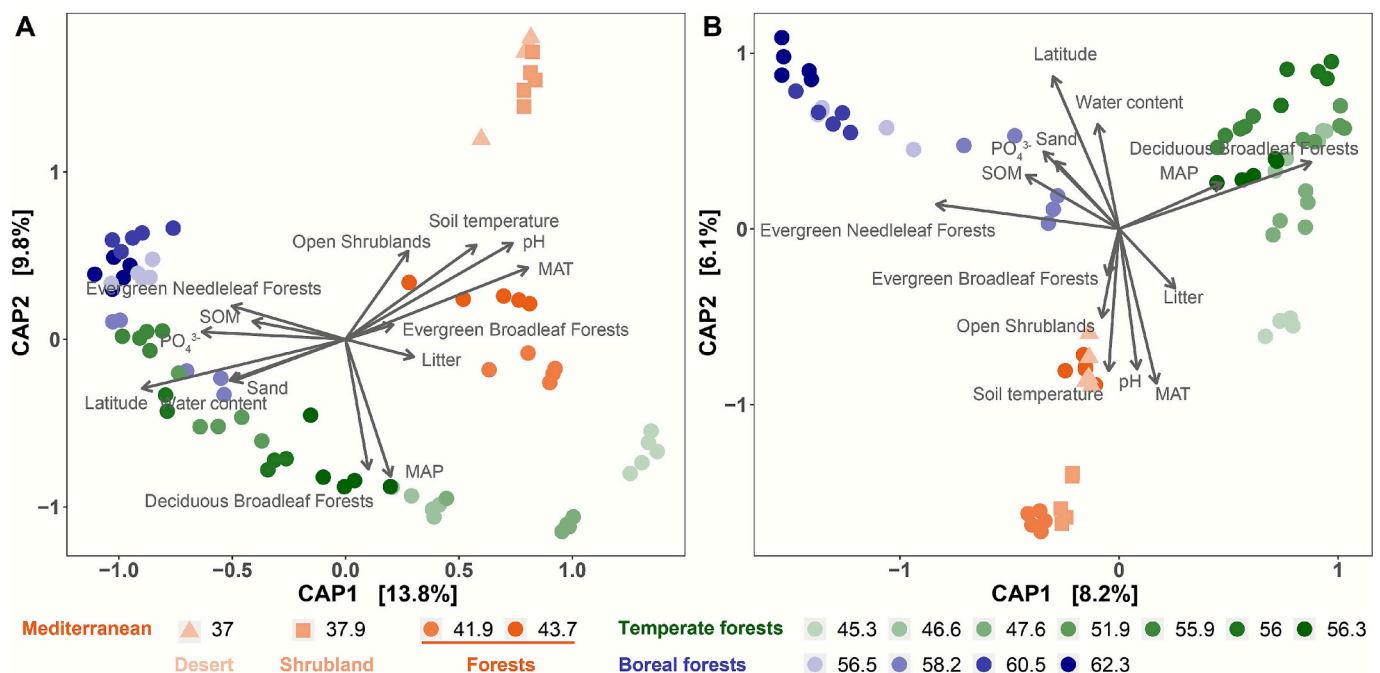 A
B
CAP2 [9.8%]
1
0
−1
Open Shrublands
Soil temperature
pH
MAT
Evergreen Needleleaf Forests
SOM
PO₄³⁻
Evergreen Broadleaf Forests
Litter
Sand
Latitude
Water content
MAP
Deciduous Broadleaf Forests
−1.0
−0.5
0.0
0.5
1.0
CAP1 [13.8%]
CAP2 [6.1%]
1
0
−1
Latitude
Water content
PO₄³⁻
Sand
SOM
Deciduous Broadleaf Forests
MAP
Evergreen Needleleaf Forests
Evergreen Broadleaf Forests
Litter
Open Shrublands
Soil temperature
pH
MAT
−1
0
1
CAP1 [8.2%]
Mediterranean 37 37.9 41.9 43.7
Desert Shrubland Forests
Temperate forests 45.3 46.6 47.6 51.9 55.9 56 56.3
Boreal forests 56.5 58.2 60.5 62.3